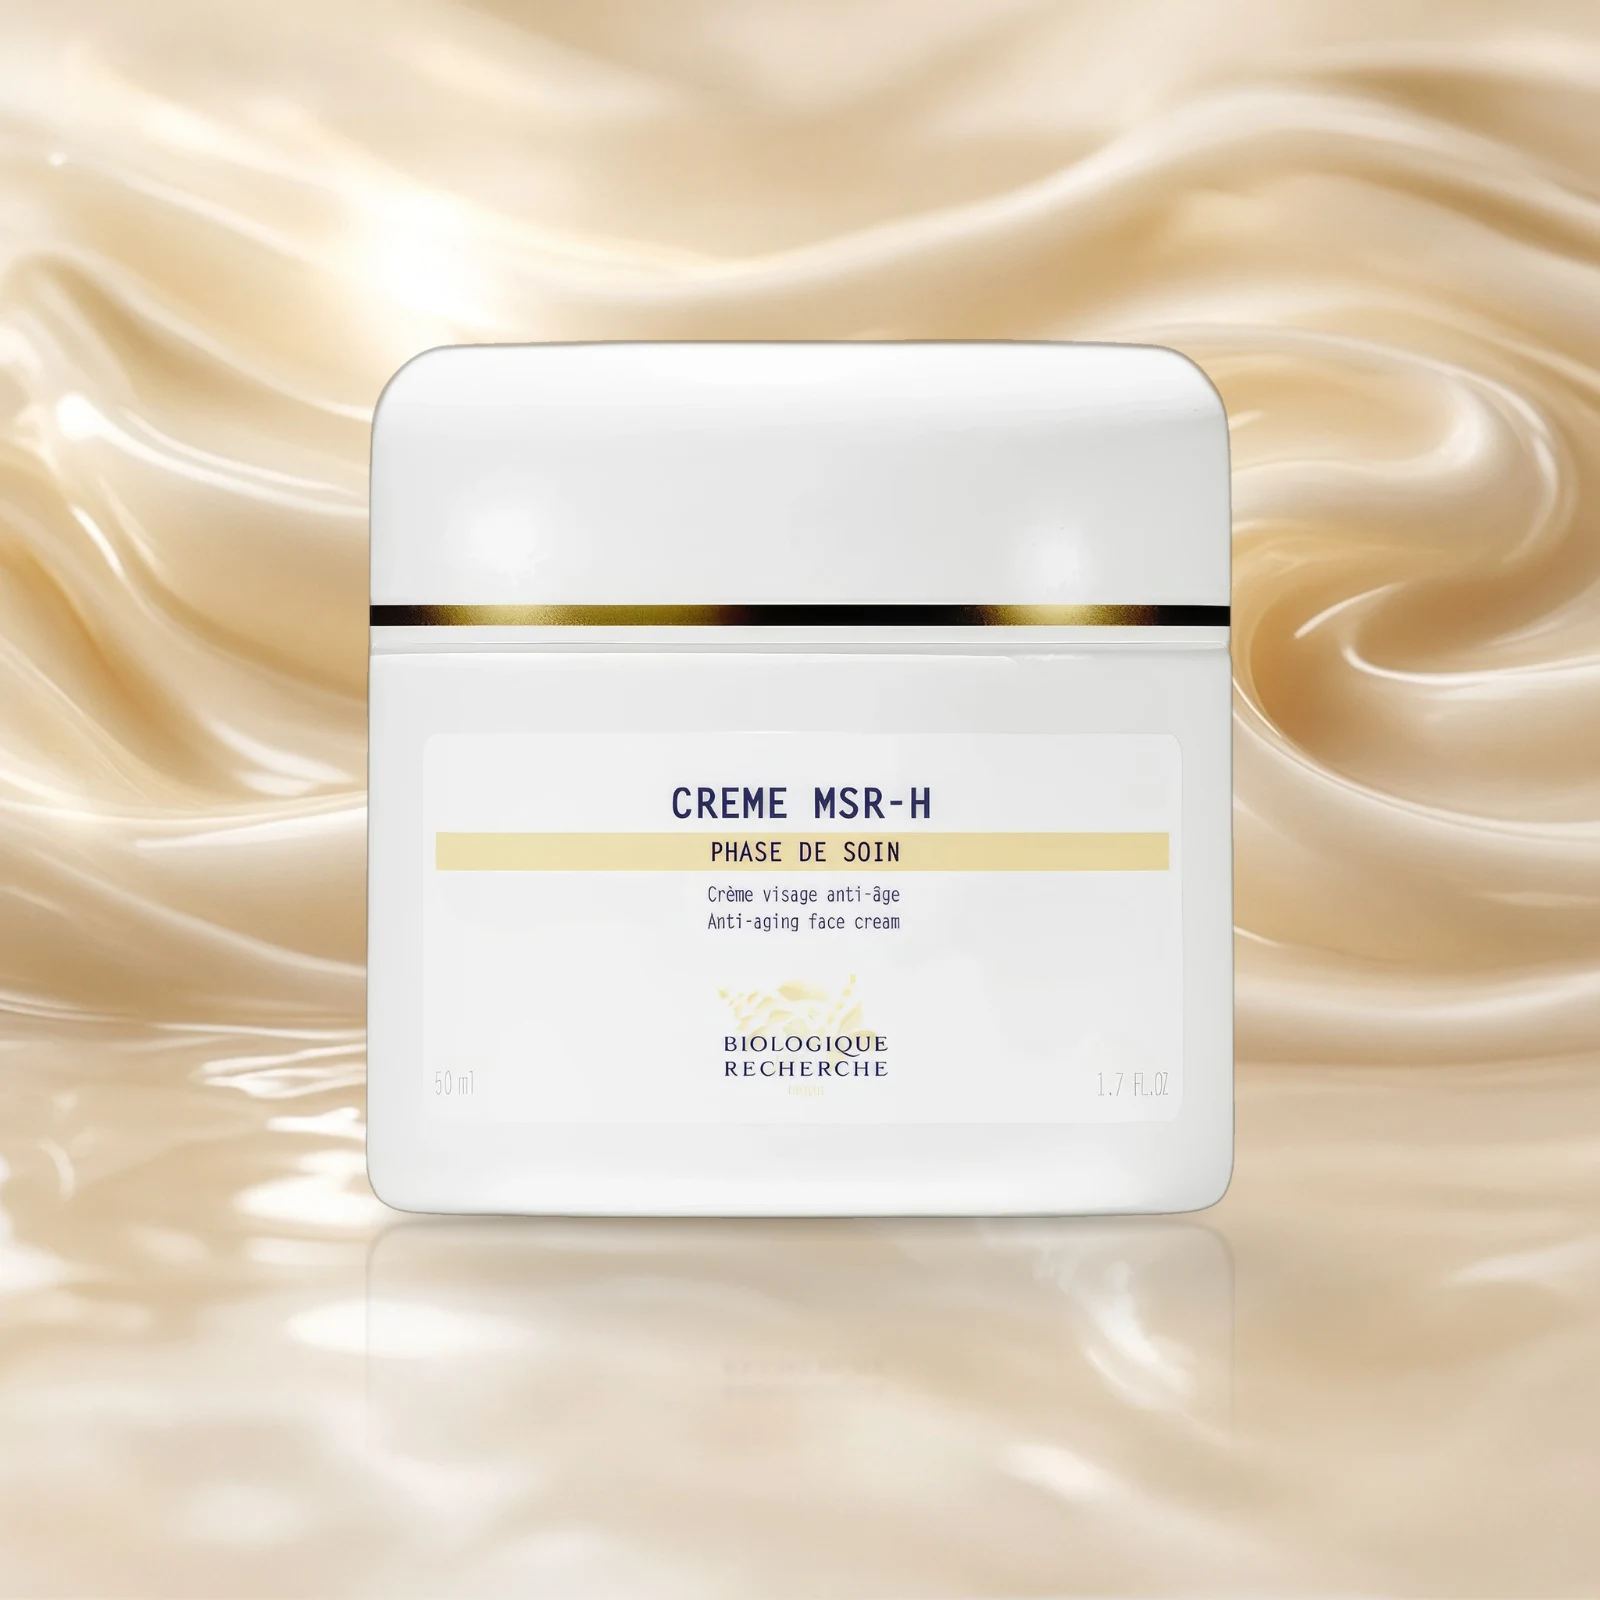 CREME MSR-H
PHASE DE SOIN
Crème visage anti-âge
Anti-aging face cream
BIOLOGIQUE
RECHERCHE
50 ml
1.7 FL.OZ